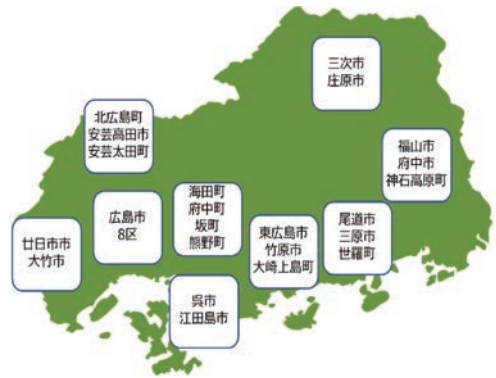 三次市
庄原市
北広島町
安芸高田市
安芸太田町
福山市
府中市
神石高原町
海田町
府中町
坂町
熊野町
広島市
8区
尾道市
三原市
世羅町
東広島市
竹原市
大崎上島町
廿日市市
大竹市
呉市
江田島市